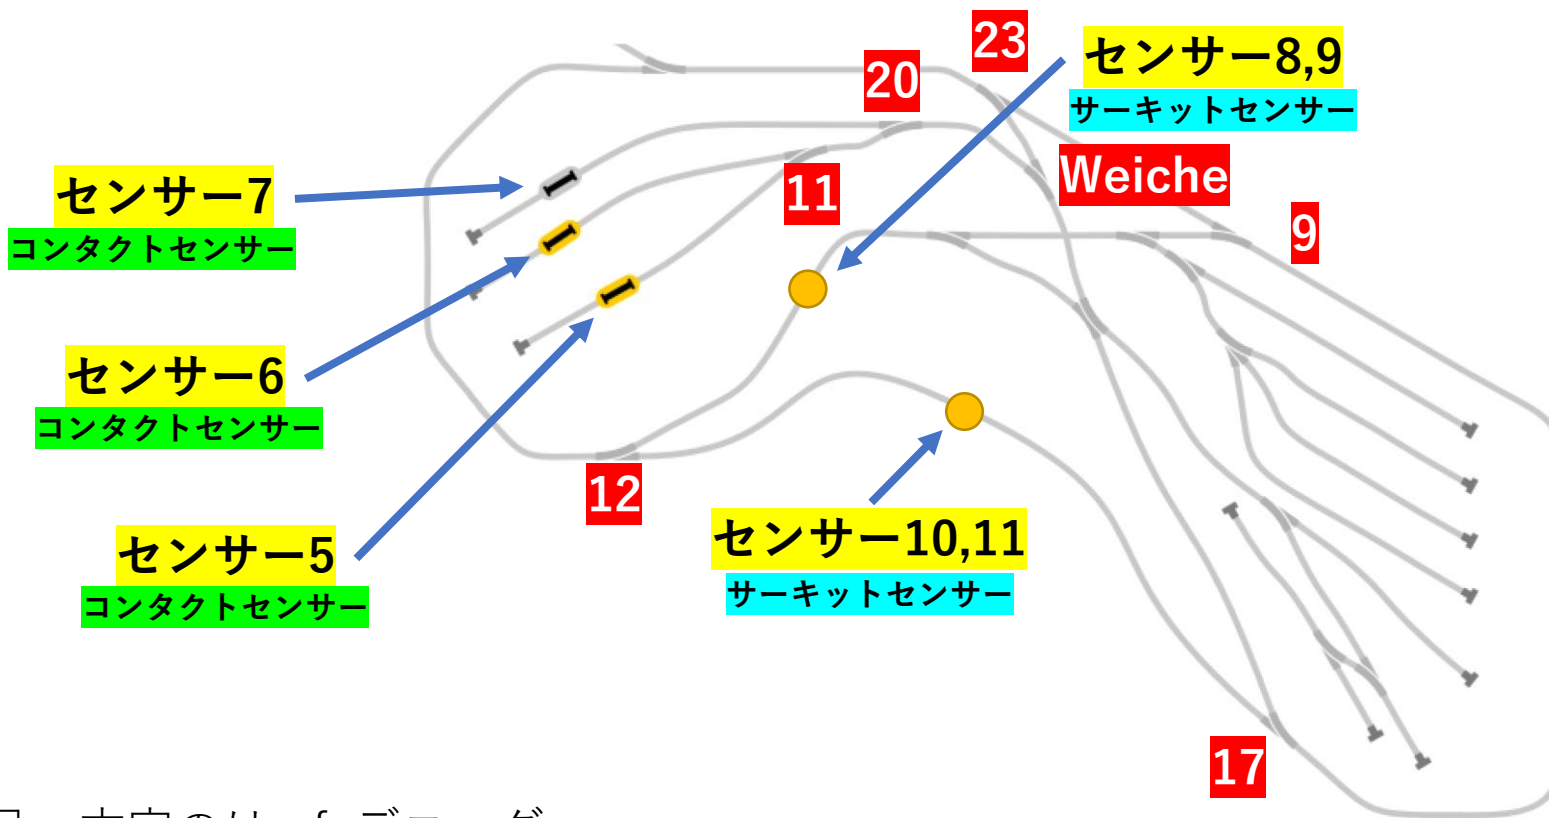 23
センサー8,9
サーキットセンサー
20
Weiche
センサー7
コンタクトセンサー
11
9
センサー6
コンタクトセンサー
12
センサー10,11
サーキットセンサー
センサー5
コンタクトセンサー
17